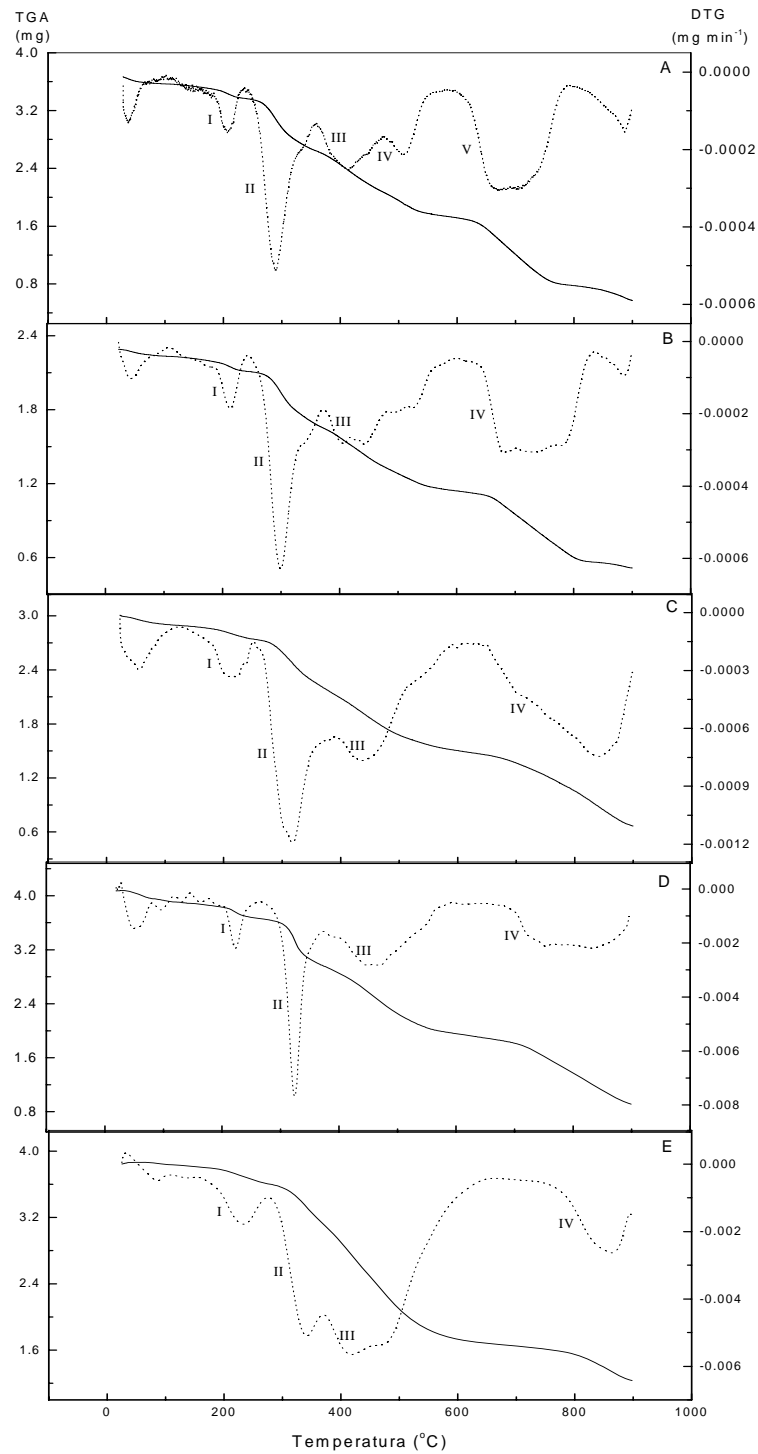 TGA DTG
(mg) (mg min⁻¹)
4.0 A 0.0000
3.2 I III -0.0002
2.4 II IV V
1.6 -0.0004
0.8 -0.0006
2.4 B 0.0000
1.8 I III IV -0.0002
1.2 II -0.0004
0.6 -0.0006
3.0 C 0.0000
2.4 I -0.0003
1.8 II III IV -0.0006
1.2 -0.0009
0.6 -0.0012
4.0 D 0.000
3.2 I III IV -0.002
2.4 II -0.004
1.6 -0.006
0.8 -0.008
4.0 E 0.000
3.2 I IV -0.002
2.4 II -0.004
1.6 III -0.006
0 200 400 600 800 1000
Temperatura (°C)